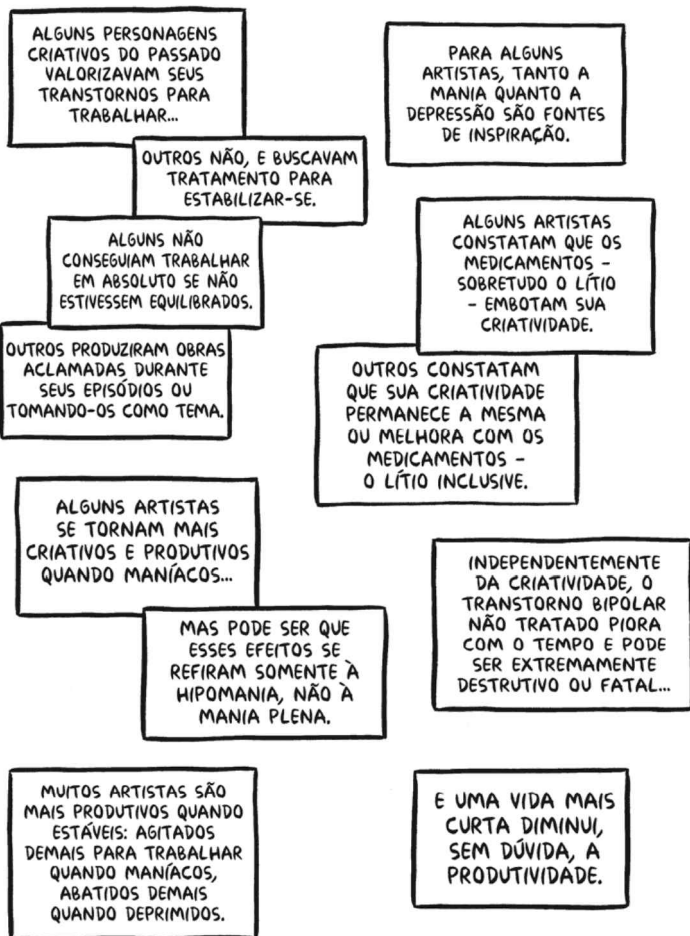 ALGUNS PERSONAGENS
CRIATIVOS DO PASSADO
VALORIZAVAM SEUS
TRANSTORNOS PARA
TRABALHAR...
OUTROS NÃO, E BUSCAVAM
TRATAMENTO PARA
ESTABILIZAR-SE.
ALGUNS NÃO
CONSEGUIAM TRABALHAR
EM ABSOLUTO SE NÃO
ESTIVESSEM EQUILIBRADOS.
OUTROS PRODUZIRAM OBRAS
ACLAMADAS DURANTE
SEUS EPISÓDIOS OU
TOMANDO-OS COMO TEMA.
ALGUNS ARTISTAS
SE TORNAM MAIS
CRIATIVOS E PRODUTIVOS
QUANDO MANÍACOS...
MAS PODE SER QUE
ESSES EFEITOS SE
REFIRAM SOMENTE À
HIPOMANIA, NÃO À
MANIA PLENA.
MUITOS ARTISTAS SÃO
MAIS PRODUTIVOS QUANDO
ESTÁVEIS: AGITADOS
DEMAIS PARA TRABALHAR
QUANDO MANÍACOS,
ABATIDOS DEMAIS
QUANDO DEPRIMIDOS.
PARA ALGUNS
ARTISTAS, TANTO A
MANIA QUANTO A
DEPRESSÃO SÃO FONTES
DE INSPIRAÇÃO.
ALGUNS ARTISTAS
CONSTATAM QUE OS
MEDICAMENTOS –
SOBRETUDO O LÍTIO
– EMBOTAM SUA
CRIATIVIDADE.
OUTROS CONSTATAM
QUE SUA CRIATIVIDADE
PERMANECE A MESMA
OU MELHORA COM OS
MEDICAMENTOS –
O LÍTIO INCLUSIVE.
INDEPENDENTEMENTE
DA CRIATIVIDADE, O
TRANSTORNO BIPOLAR
NÃO TRATADO PIORA
COM O TEMPO E PODE
SER EXTREMAMENTE
DESTRUTIVO OU FATAL...
E UMA VIDA MAIS
CURTA DIMINUI,
SEM DÚVIDA, A
PRODUTIVIDADE.